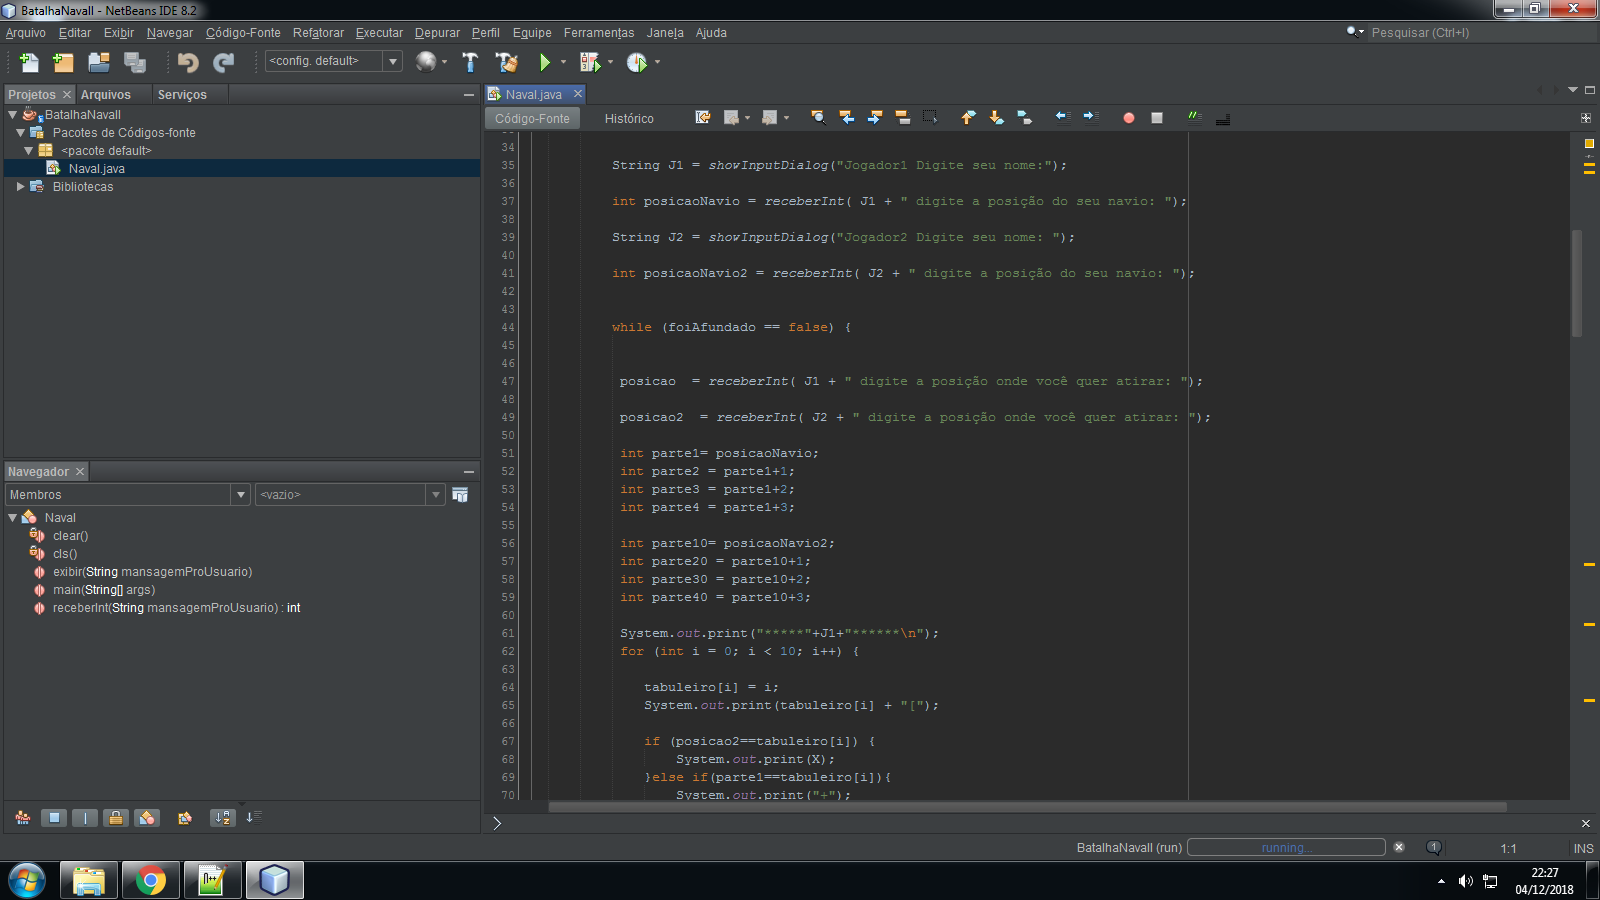 BatalhaNavall - NetBeans IDE 8.2
Arquivo Editar Exibir Navegar Código-Fonte Refatorar Executar Depurar Perfil Equipe Ferramentas Janela Ajuda
Pesquisar (Ctrl+I)
<config. default>
Projetos Arquivos Serviços
BatalhaNavall
Pacotes de Códigos-fonte
<pacote default>
Naval.java
Bibliotecas
Navegador
Membros
<vazio>
Naval
clear()
cls()
exibir(String mansagemProUsuario)
main(String[] args)
receberInt(String mansagemProUsuario) : int
Naval.java
Código-Fonte Histórico
34
35 String J1 = showInputDialog("Jogador1 Digite seu nome:");
36
37 int posicaoNavio = receberInt( J1 + " digite a posição do seu navio: ");
38
39 String J2 = showInputDialog("Jogador2 Digite seu nome: ");
40
41 int posicaoNavio2 = receberInt( J2 + " digite a posição do seu navio: ");
42
43
44 while (foiAfundado == false) {
45
46
47 posicao  = receberInt( J1 + " digite a posição onde você quer atirar: ");
48
49 posicao2  = receberInt( J2 + " digite a posição onde você quer atirar: ");
50
51 int parte1= posicaoNavio;
52 int parte2 = parte1+1;
53 int parte3 = parte1+2;
54 int parte4 = parte1+3;
55
56 int parte10= posicaoNavio2;
57 int parte20 = parte10+1;
58 int parte30 = parte10+2;
59 int parte40 = parte10+3;
60
61 System.out.print("*****"+J1+"******\n");
62 for (int i = 0; i < 10; i++) {
63
64 tabuleiro[i] = i;
65 System.out.print(tabuleiro[i] + "[");
66
67 if (posicao2==tabuleiro[i]) {
68 System.out.print(X);
69 }else if(parte1==tabuleiro[i]){
70 System.out.print("+");
BatalhaNavall (run) running... 1 1:1 INS
22:27
04/12/2018